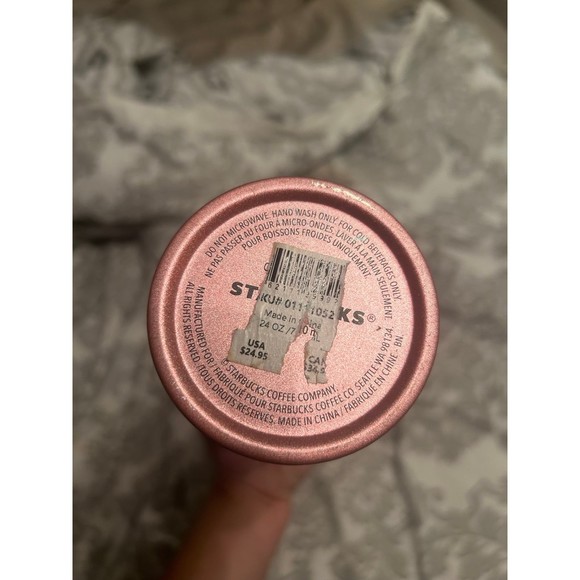 DO NOT MICROWAVE. HAND WASH ONLY. FOR COLD BEVERAGES ONLY.
NE PAS PASSER AU FOUR À MICRO-ONDES. LAVER À LA MAIN SEULEMENT.
POUR BOISSONS FROIDES UNIQUEMENT.
KS®
Made in
24 OZ
USA
$24.95
© STARBUCKS COFFEE COMPANY.
ALL RIGHTS RESERVED. TOUS DROITS RÉSERVÉS. MADE IN CHINA / FABRIQUÉ EN CHINE - BN.
MANUFACTURED FOR / FABRIQUÉ POUR STARBUCKS COFFEE CO. SEATTLE WA 98134.